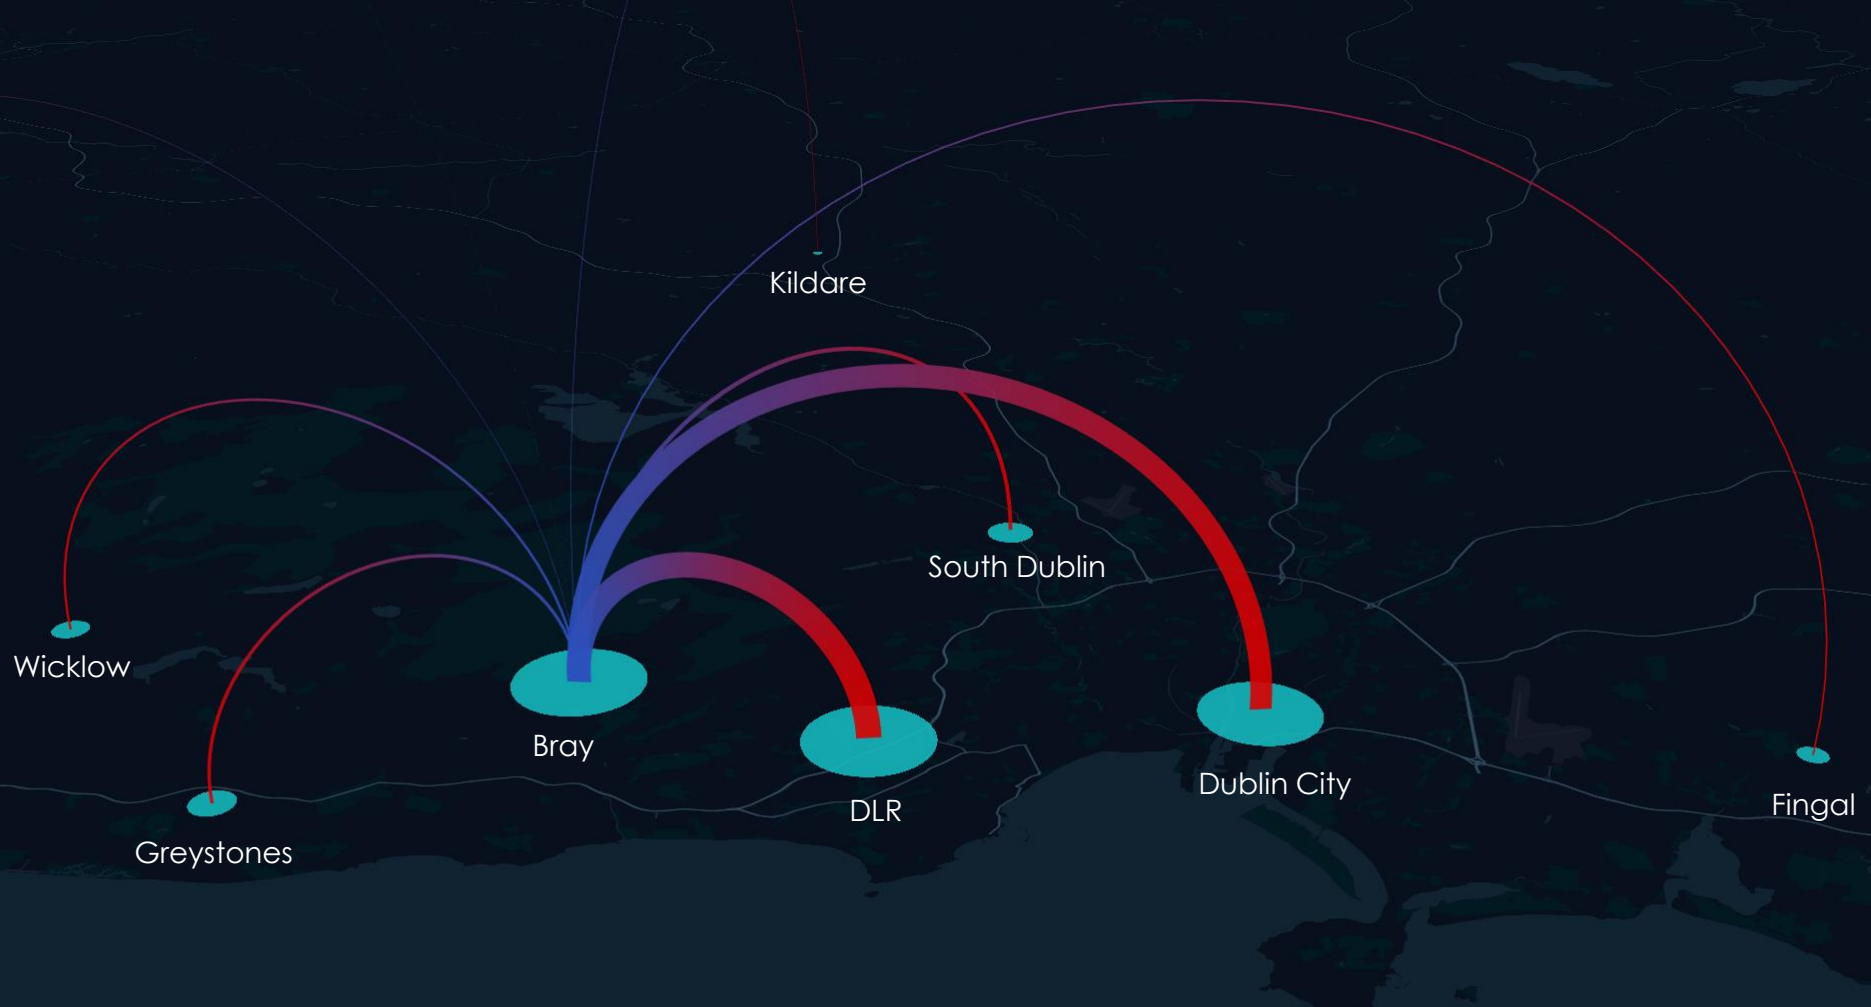 Kildare
South Dublin
Wicklow
Bray
Dublin City
Fingal
DLR
Greystones